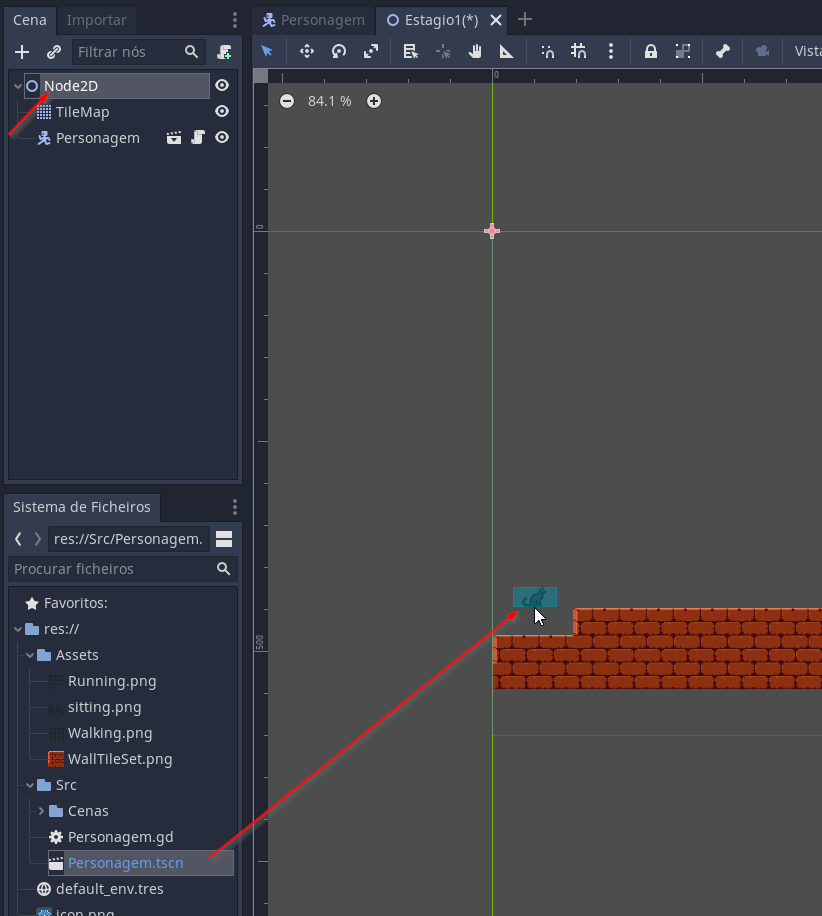 Cena
Importar
Personagem
Estagio1(*)
Filtrar nós
Vista
0
84.1 %
Node2D
TileMap
Personagem
0
500
Sistema de Ficheiros
res://Src/Personagem.
Procurar ficheiros
Favoritos:
res://
Assets
Running.png
sitting.png
Walking.png
WallTileSet.png
Src
Cenas
Personagem.gd
Personagem.tscn
default_env.tres
icon.png